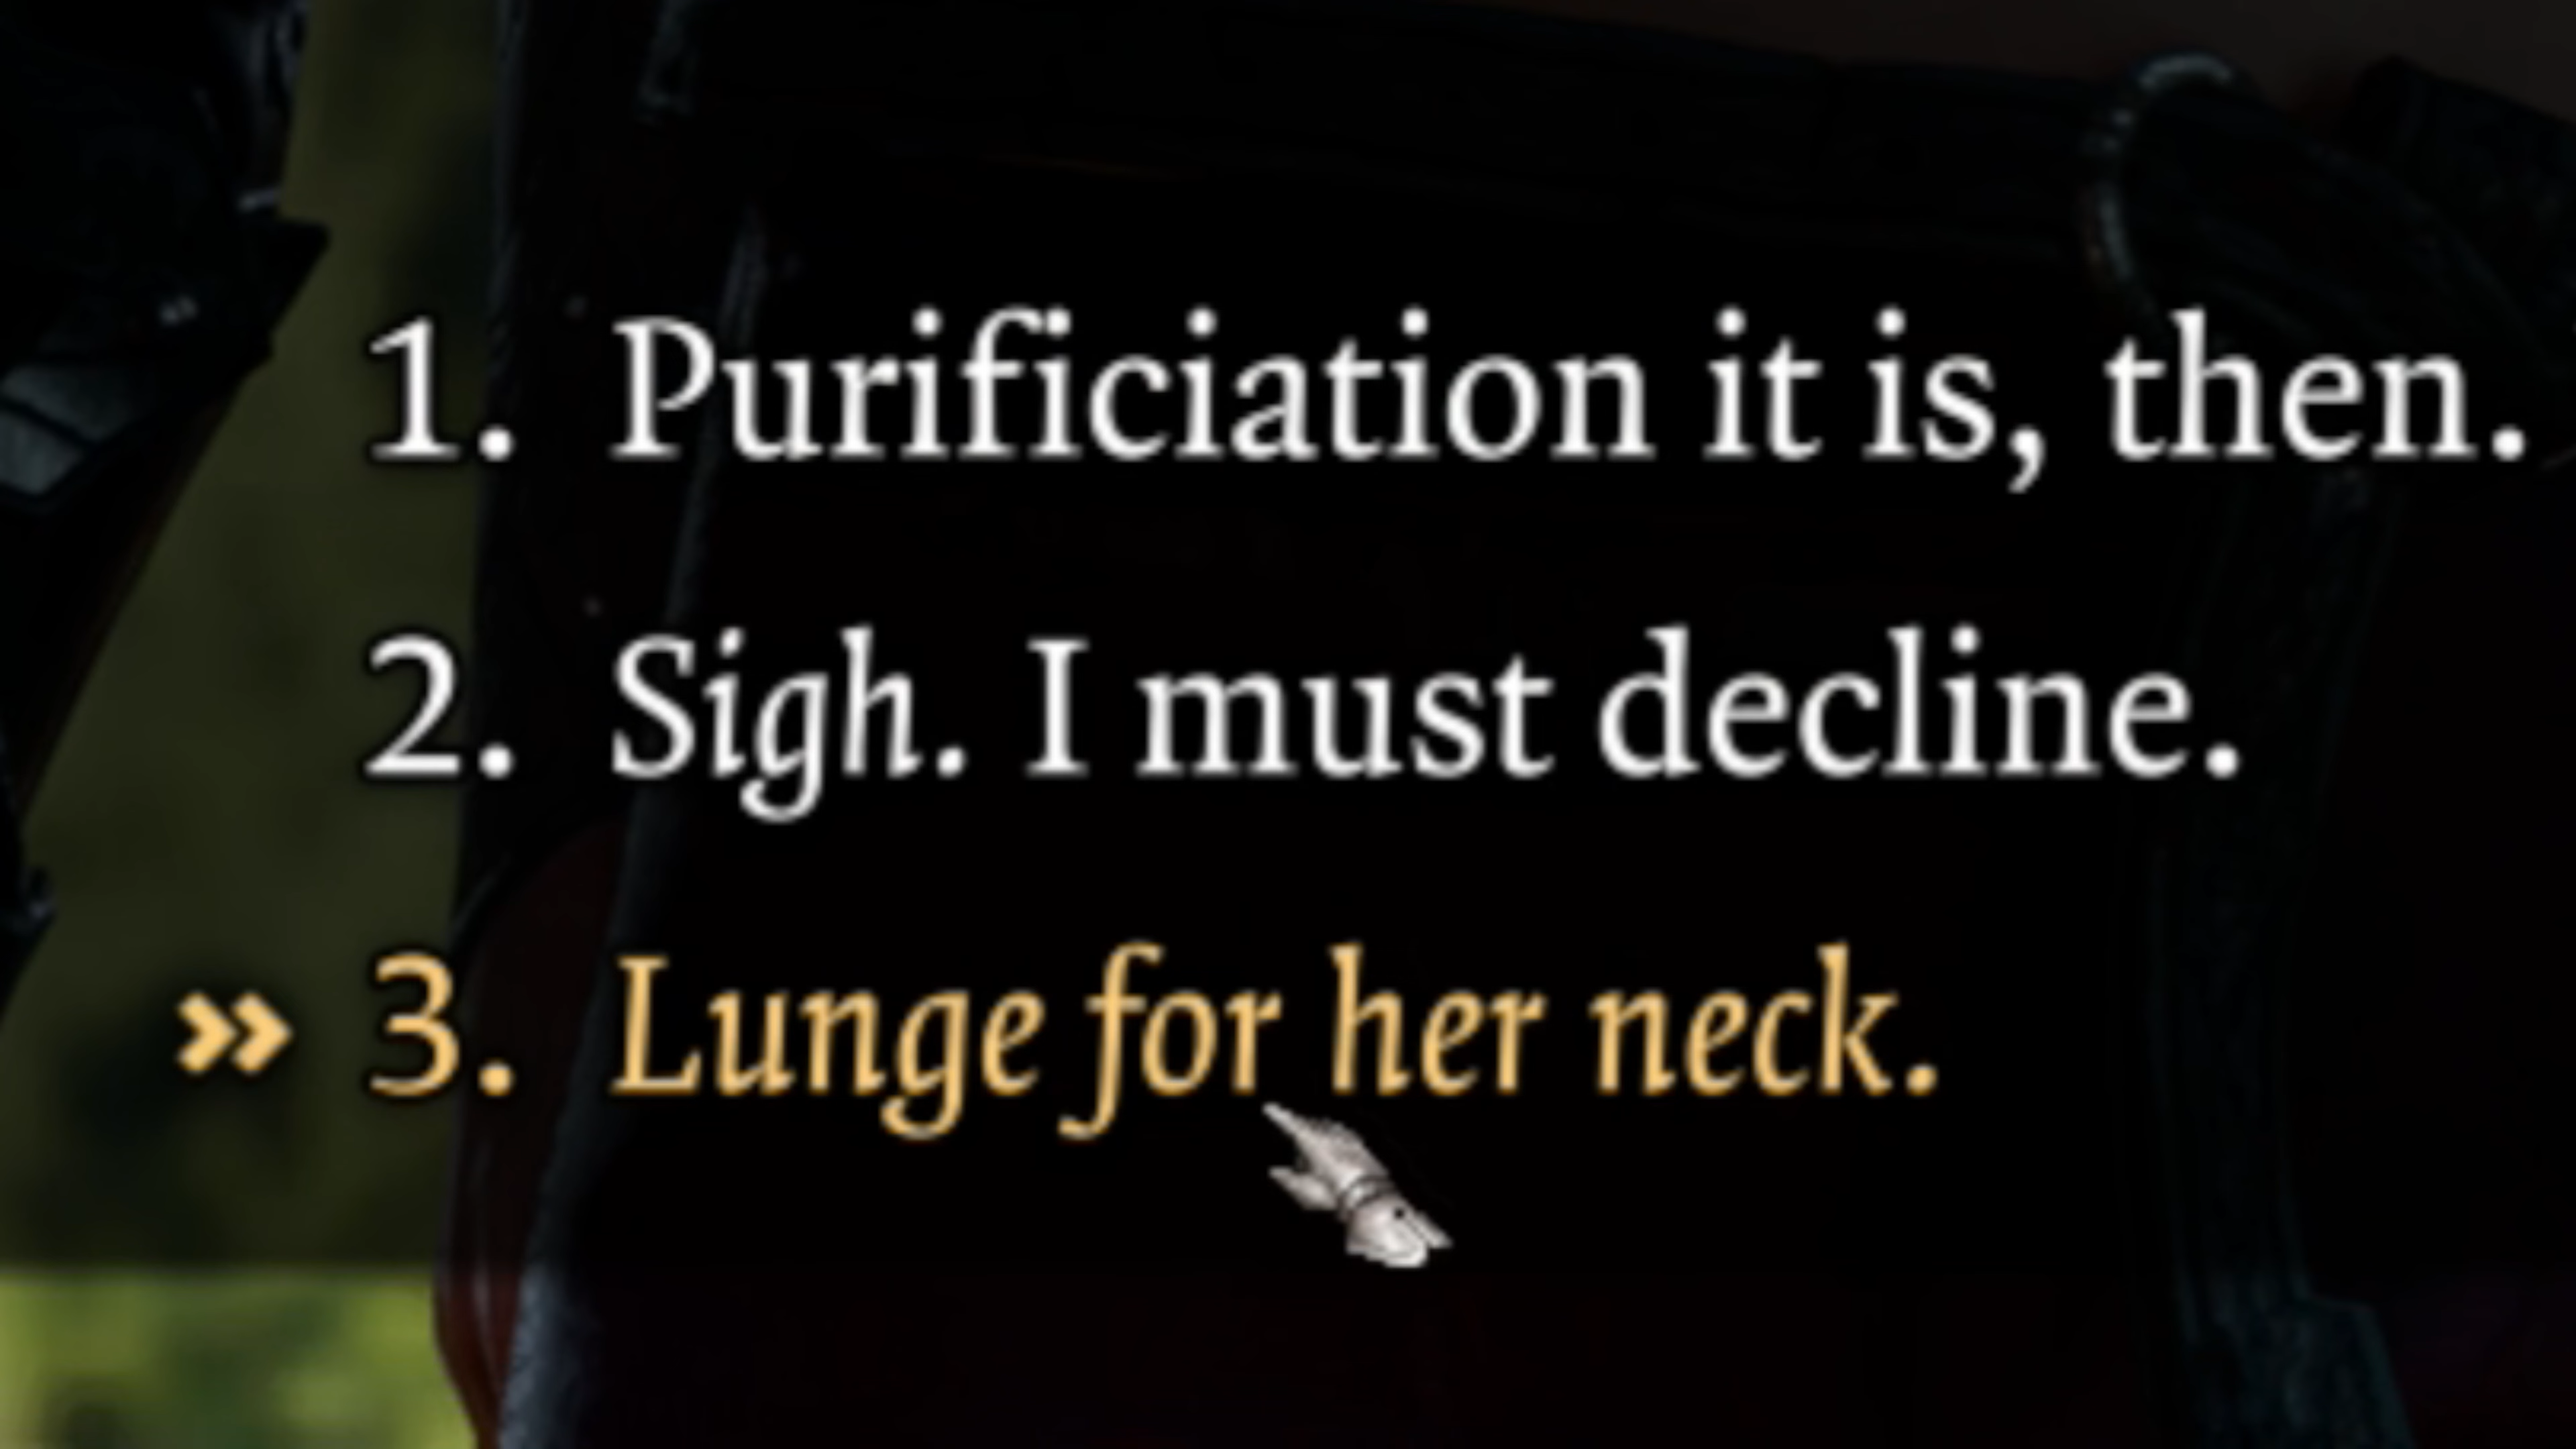 1. Purificiation it is, then.
2. Sigh. I must decline.
» 3. Lunge for her neck.